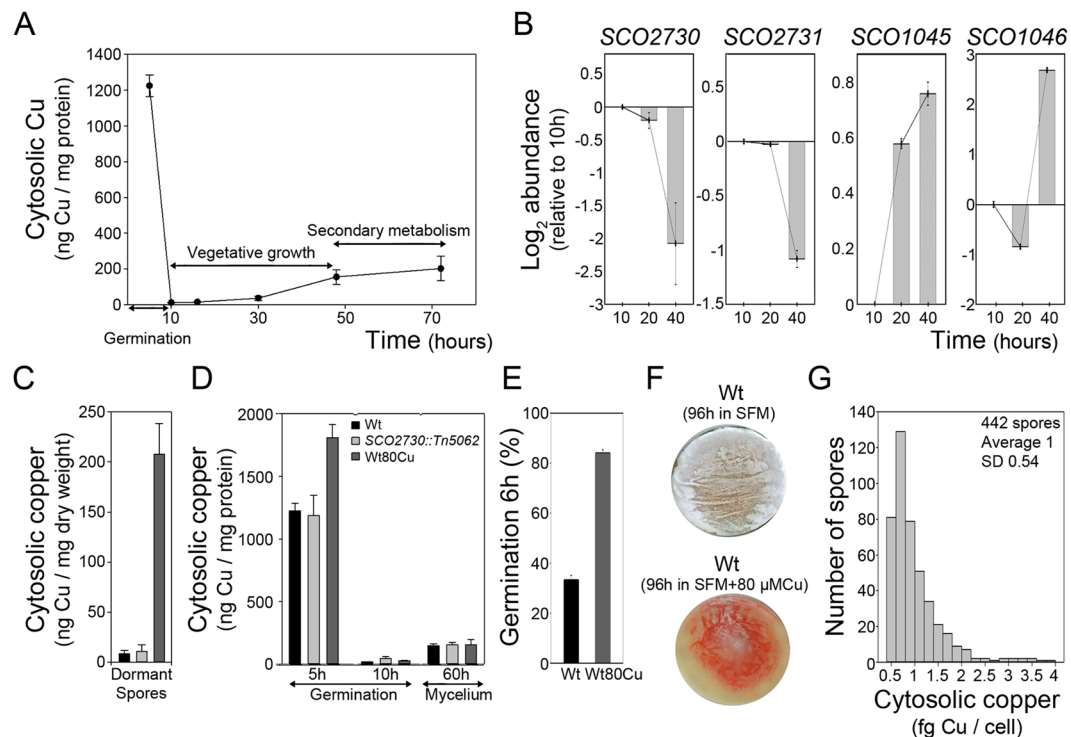 A
Cytosolic Cu
(ng Cu / mg protein)
1400
1200
1000
800
600
400
200
0
Vegetative growth
Secondary metabolism
10
30
50
70
Germination
Time (hours)
B
SCO2730
SCO2731
SCO1045
SCO1046
Log2 abundance
(relative to 10h)
0.5
0
-0.5
-1
-1.5
-2
-2.5
-3
10 20 40
0.5
0
-0.5
-1
-1.5
10 20 40
0.8
0.6
0.4
0.2
0
10 20 40
3
2
1
0
-1
-2
10 20 40
Time (hours)
C
Cytosolic copper
(ng Cu / mg dry weight)
250
200
150
100
50
0
Dormant
Spores
D
Cytosolic copper
(ng Cu / mg protein)
2000
1500
1000
500
0
Wt
SCO2730::Tn5062
Wt80Cu
5h
10h
60h
Germination
Mycelium
E
Germination 6h (%)
100
80
60
40
20
0
Wt Wt80Cu
F
Wt
(96h in SFM)
Wt
(96h in SFM+80 µMCu)
G
Number of spores
140
120
100
80
60
40
20
0
442 spores
Average 1
SD 0.54
0.5 1 1.5 2 2.5 3 3.5 4
Cytosolic copper
(fg Cu / cell)